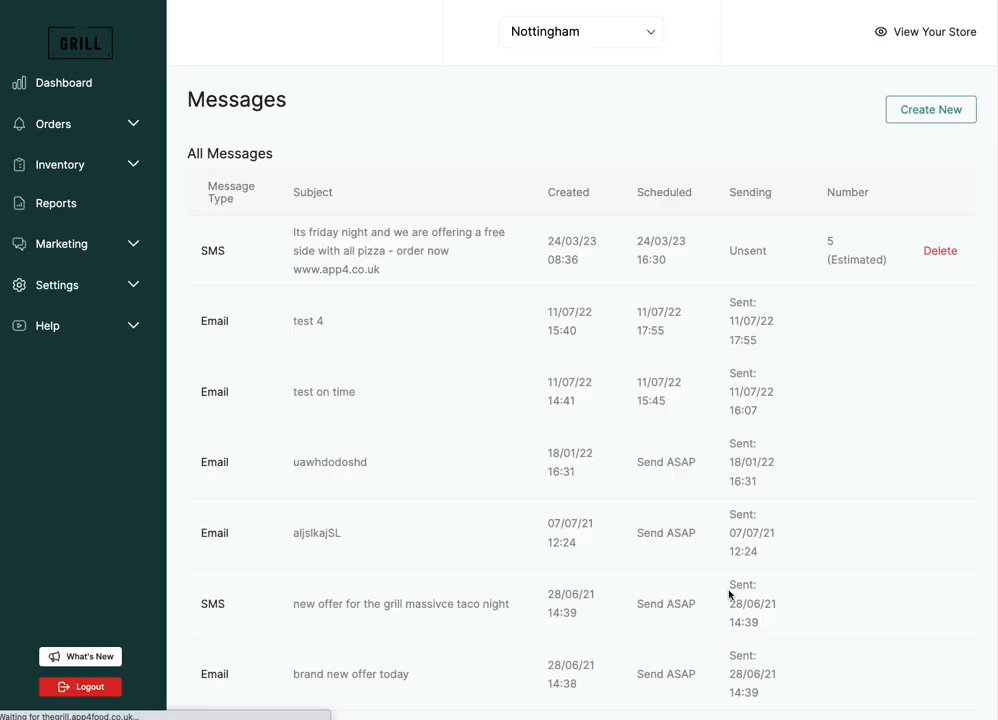 GRILL
Nottingham
View Your Store
Dashboard
Orders
Inventory
Reports
Marketing
Settings
Help
What's New
Logout
Messages
Create New
All Messages
Message
Type
Subject
Created
Scheduled
Sending
Number
SMS
Its friday night and we are offering a free
side with all pizza - order now
www.app4.co.uk
24/03/23
08:36
24/03/23
16:30
Unsent
5
(Estimated)
Delete
Email
test 4
11/07/22
15:40
11/07/22
17:55
Sent:
11/07/22
17:55
Email
test on time
11/07/22
14:41
11/07/22
15:45
Sent:
11/07/22
16:07
Email
uawhdodoshd
18/01/22
16:31
Send ASAP
Sent:
18/01/22
16:31
Email
aljslkajSL
07/07/21
12:24
Send ASAP
Sent:
07/07/21
12:24
SMS
new offer for the grill massivce taco night
28/06/21
14:39
Send ASAP
Sent:
28/06/21
14:39
Email
brand new offer today
28/06/21
14:38
Send ASAP
Sent:
28/06/21
14:39
Waiting for thegrill.app4food.co.uk...